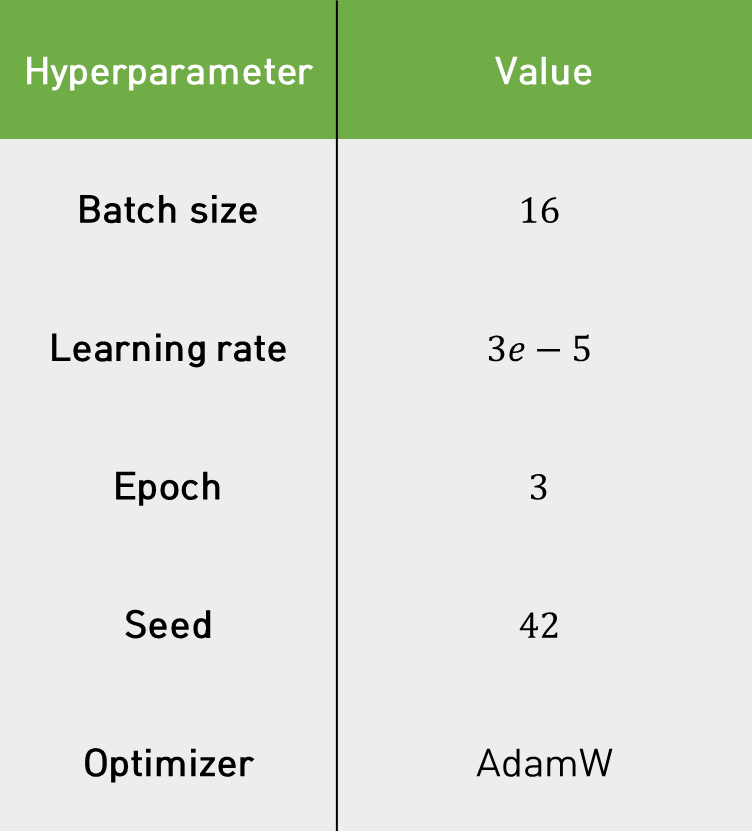 Hyperparameter Value
Batch size 16
Learning rate 3e − 5
Epoch 3
Seed 42
Optimizer AdamW